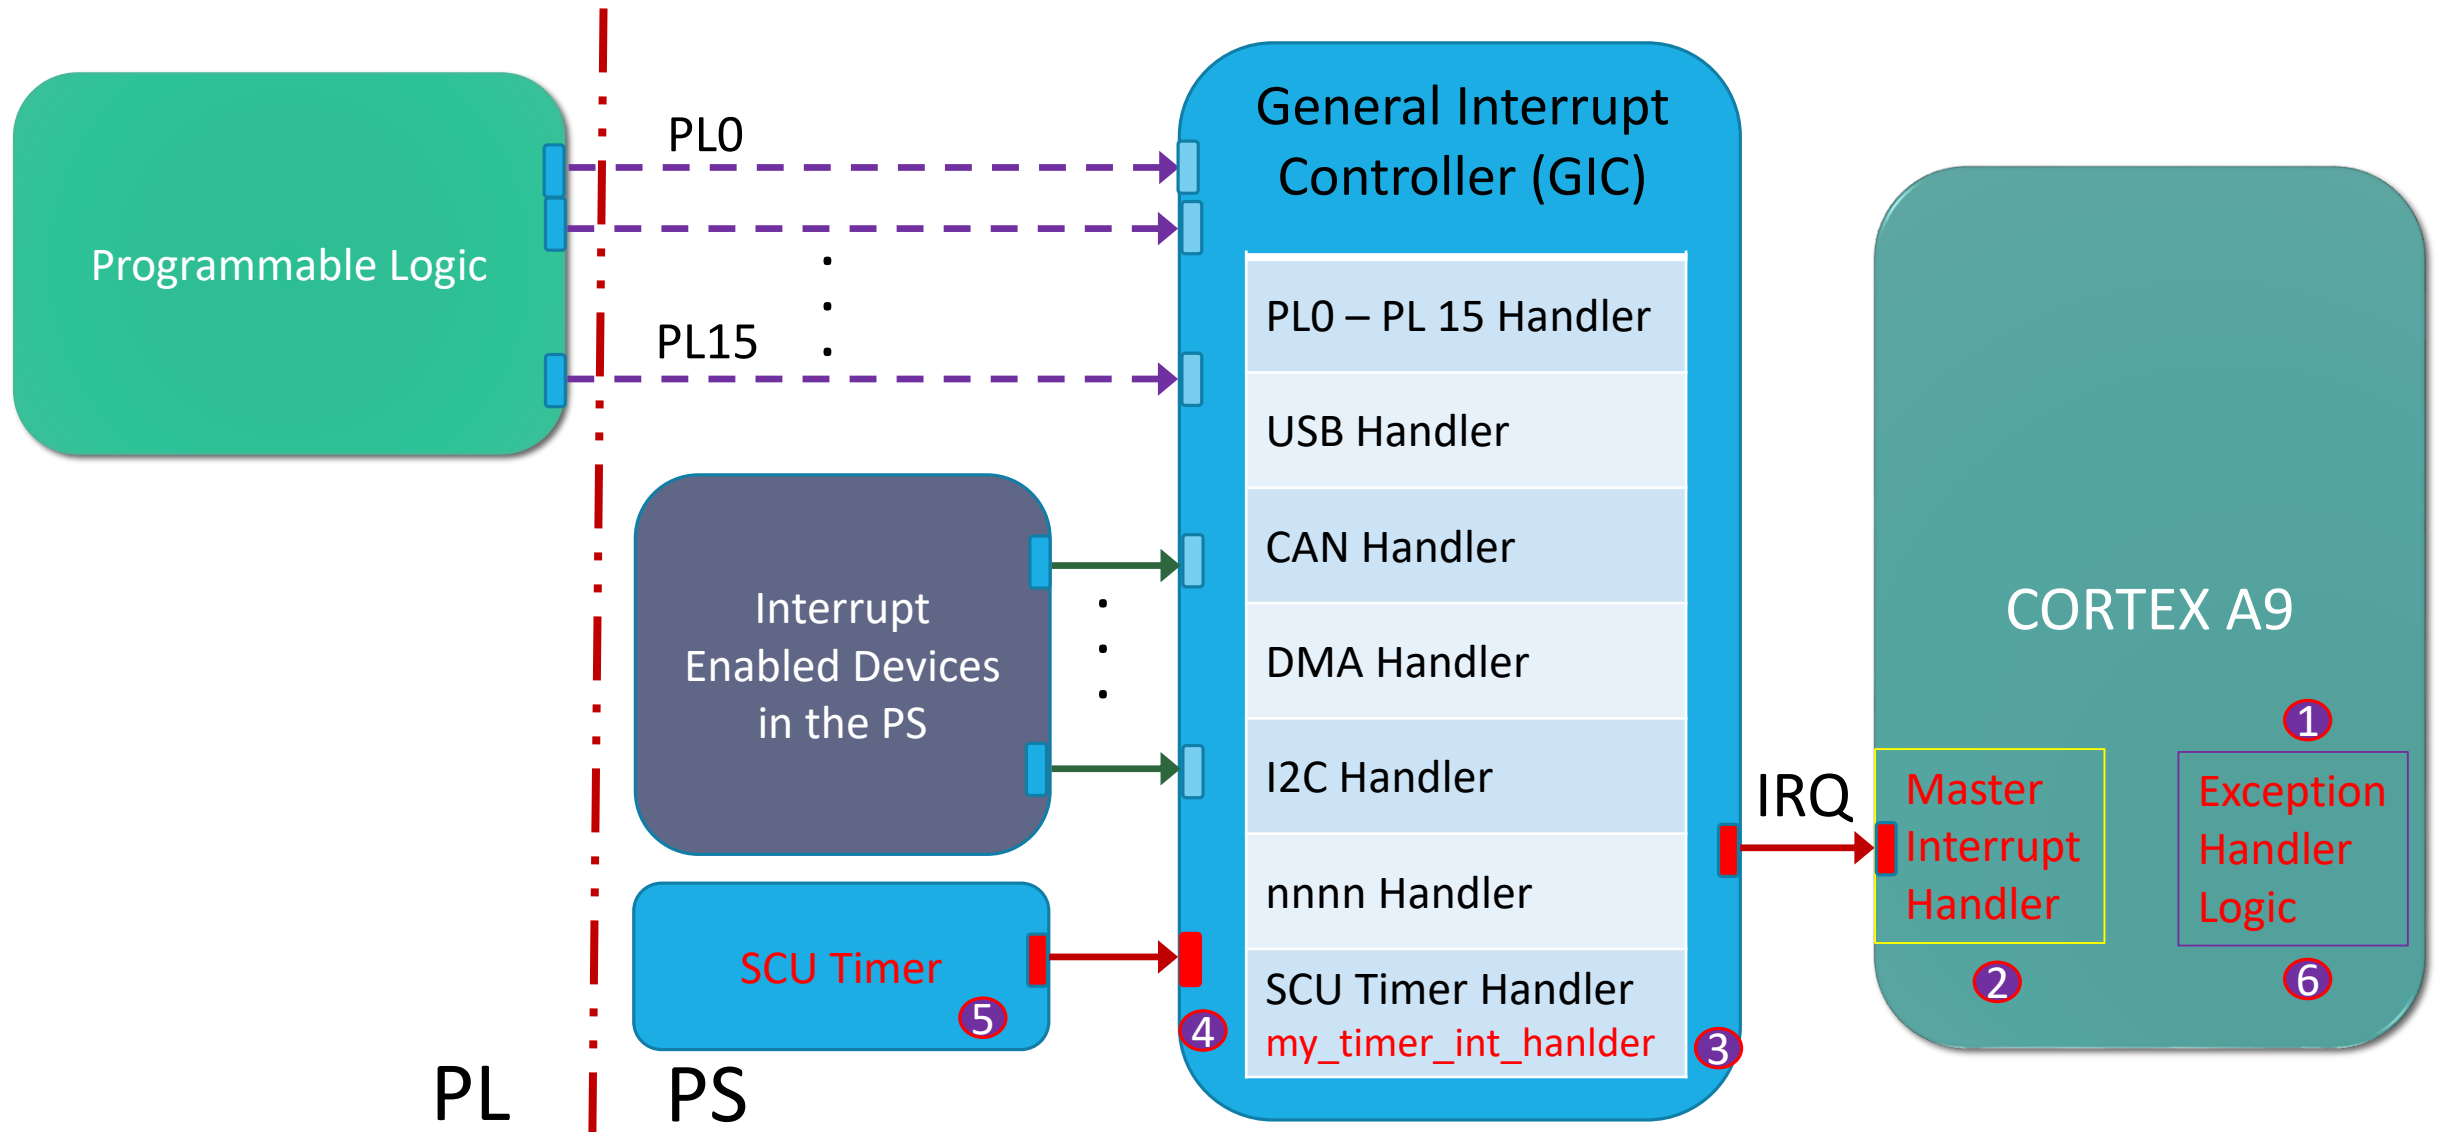 Programmable Logic
PL0
PL15
Interrupt
Enabled Devices
in the PS
SCU Timer
5
PL
PS
General Interrupt
Controller (GIC)
PL0 – PL 15 Handler
USB Handler
CAN Handler
DMA Handler
I2C Handler
nnnn Handler
SCU Timer Handler
my_timer_int_hanlder
4
3
IRQ
CORTEX A9
1
Master
Interrupt
Handler
2
Exception
Handler
Logic
6